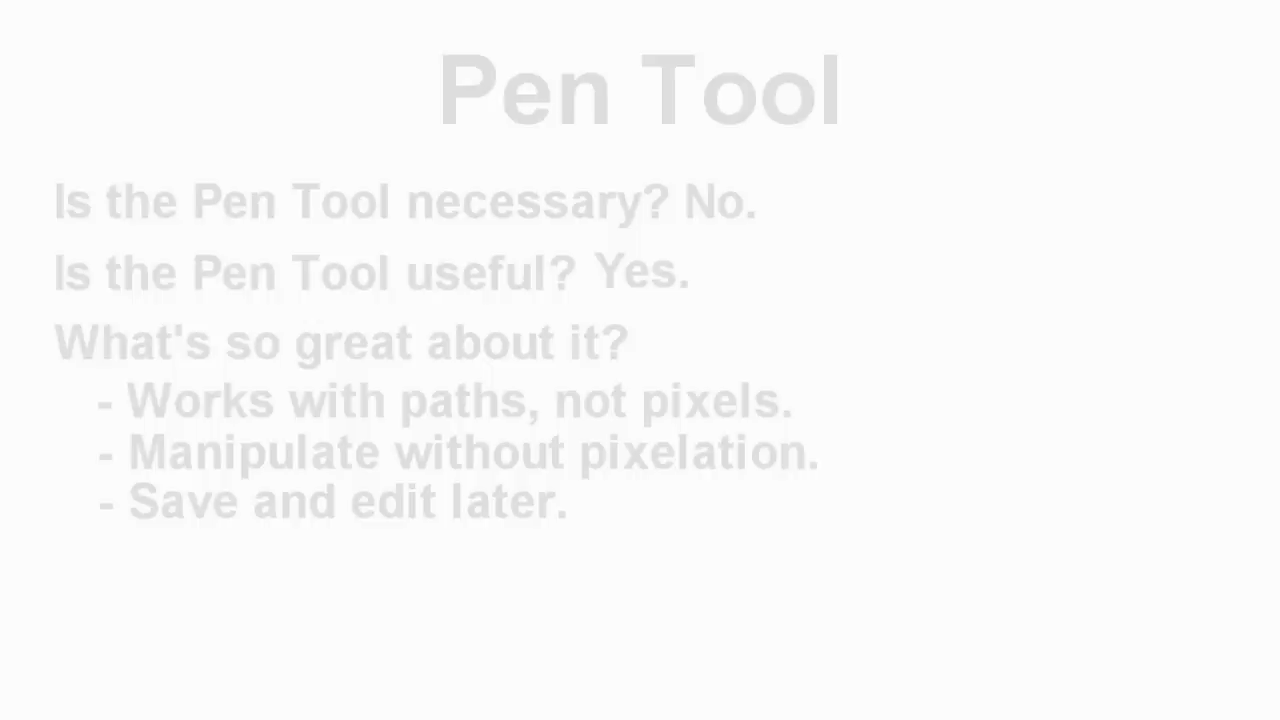 Pen Tool
Is the Pen Tool necessary? No.
Is the Pen Tool useful? Yes.
What's so great about it?
- Works with paths, not pixels.
- Manipulate without pixelation.
- Save and edit later.